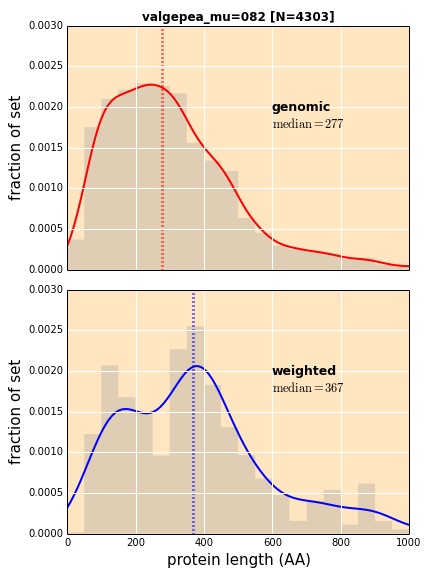 valgepea_mu=082 [N=4303]
0.0030
0.0025
0.0020
0.0015
0.0010
0.0005
0.0000
fraction of set
genomic
median = 277
0.0030
0.0025
0.0020
0.0015
0.0010
0.0005
0.0000
fraction of set
weighted
median = 367
0 200 400 600 800 1000
protein length (AA)